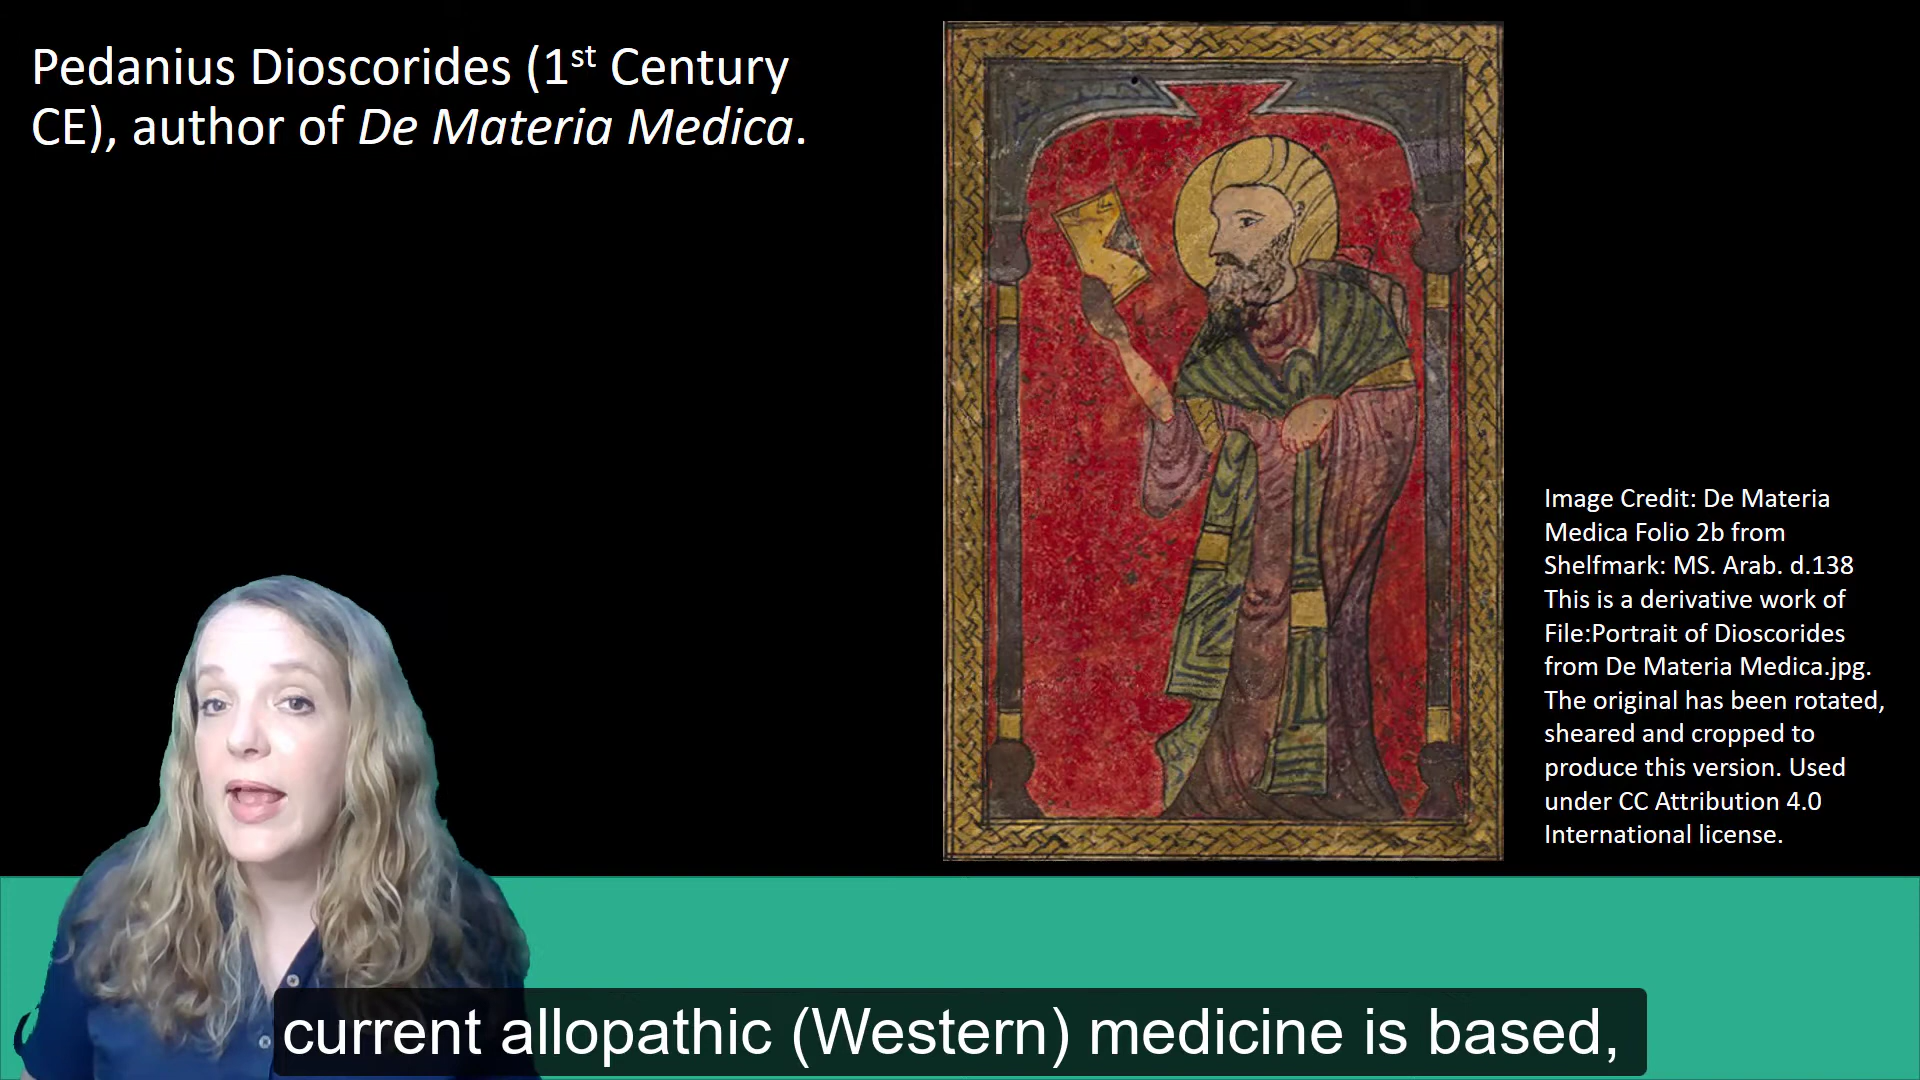 Pedanius Dioscorides (1st Century
CE), author of De Materia Medica.
Image Credit: De Materia
Medica Folio 2b from
Shelfmark: MS. Arab. d.138
This is a derivative work of
File:Portrait of Dioscorides
from De Materia Medica.jpg.
The original has been rotated,
sheared and cropped to
produce this version. Used
under CC Attribution 4.0
International license.
current allopathic (Western) medicine is based,